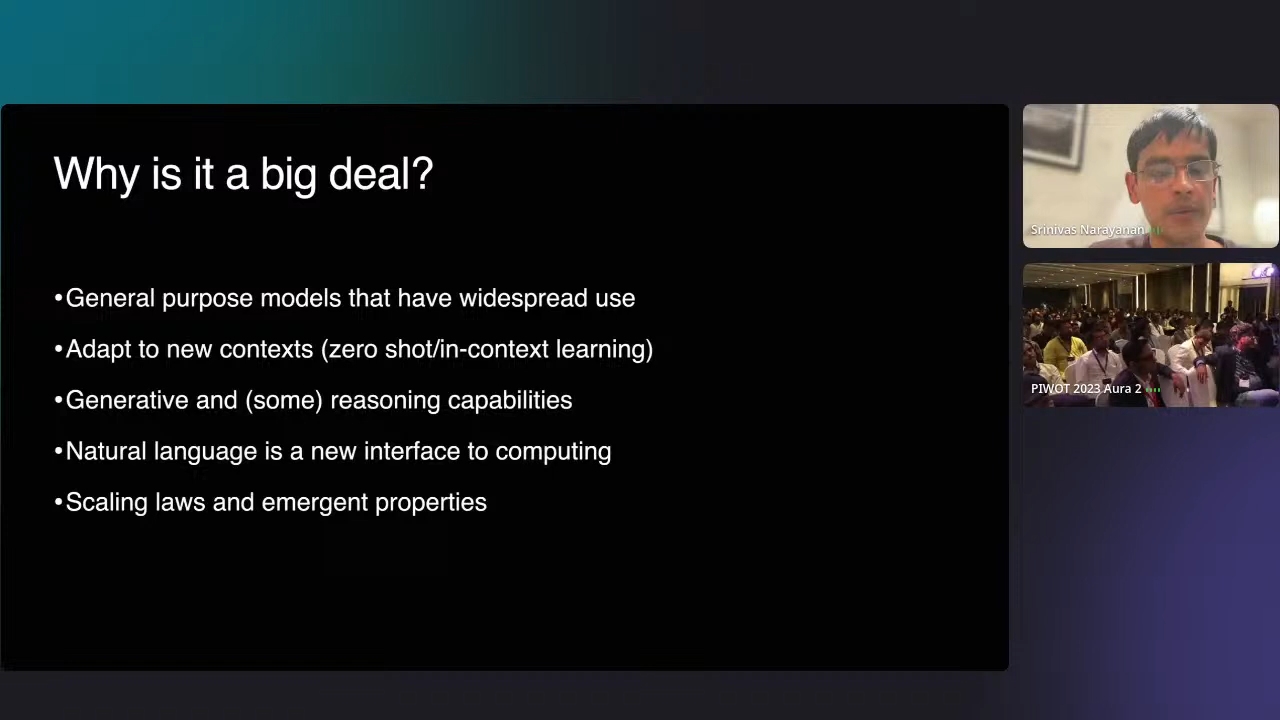 Why is it a big deal?
•General purpose models that have widespread use
•Adapt to new contexts (zero shot/in-context learning)
•Generative and (some) reasoning capabilities
•Natural language is a new interface to computing
•Scaling laws and emergent properties
Srinivas Narayanan
PIWOT 2023 Aura 2